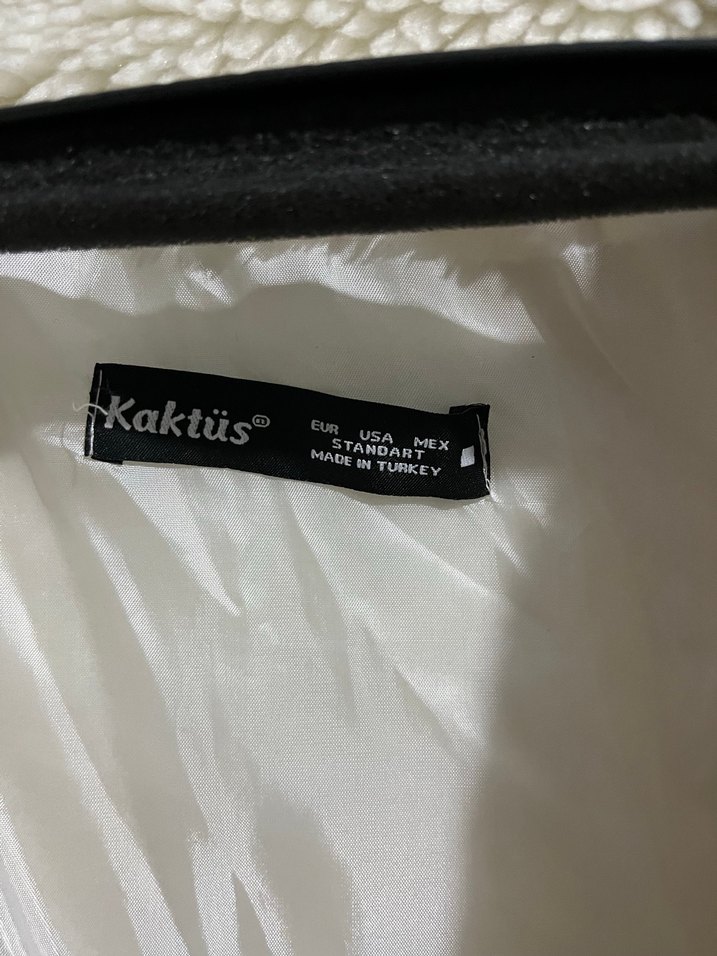 Kaktüs®
EUR USA MEX
STANDART
MADE IN TURKEY